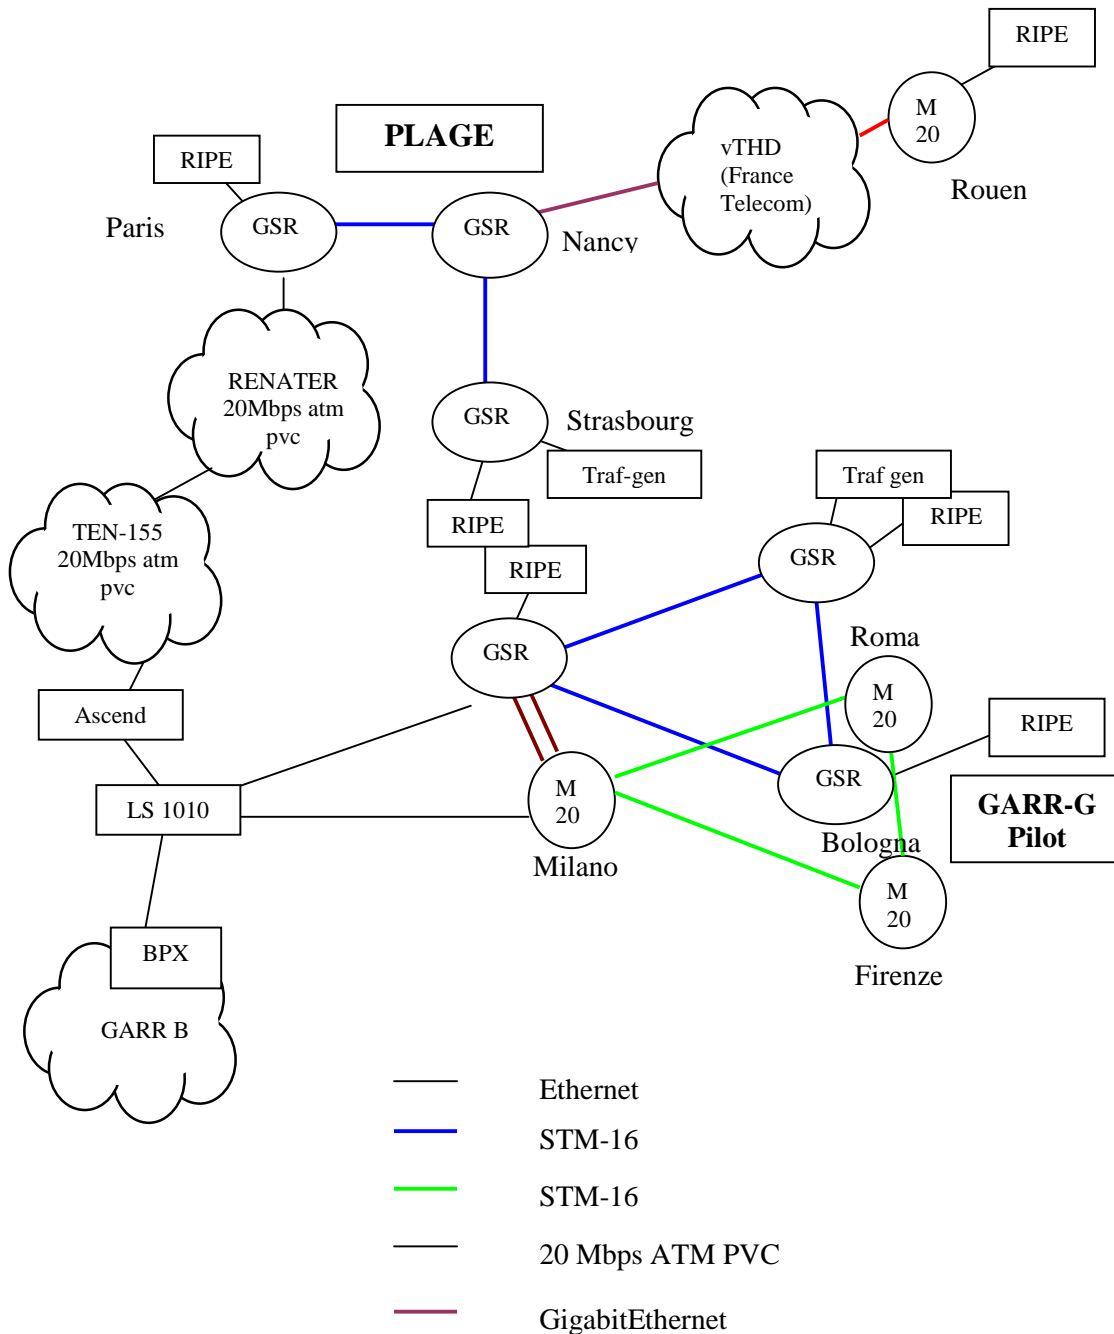 RIPE
M
20
Rouen
vTHD
(France
Telecom)
PLAGE
RIPE
Paris
GSR
GSR
Nancy
RENATER
20Mbps atm
pvc
GSR
Strasbourg
Traf-gen
RIPE
TEN-155
20Mbps atm
pvc
RIPE
GSR
Traf gen
RIPE
GSR
Roma
M
20
RIPE
Ascend
LS 1010
M
20
Milano
GSR
Bologna
GARR-G
Pilot
M
20
Firenze
BPX
GARR B
Ethernet
STM-16
STM-16
20 Mbps ATM PVC
GigabitEthernet